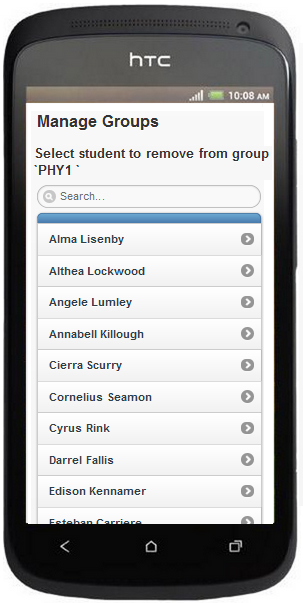 hTC
10:08 AM
Manage Groups
Select student to remove from group
`PHY1 `
Search...
Alma Lisenby
Althea Lockwood
Angele Lumley
Annabell Killough
Cierra Scurry
Cornelius Seamon
Cyrus Rink
Darrel Fallis
Edison Kennamer
Esteban Carriere